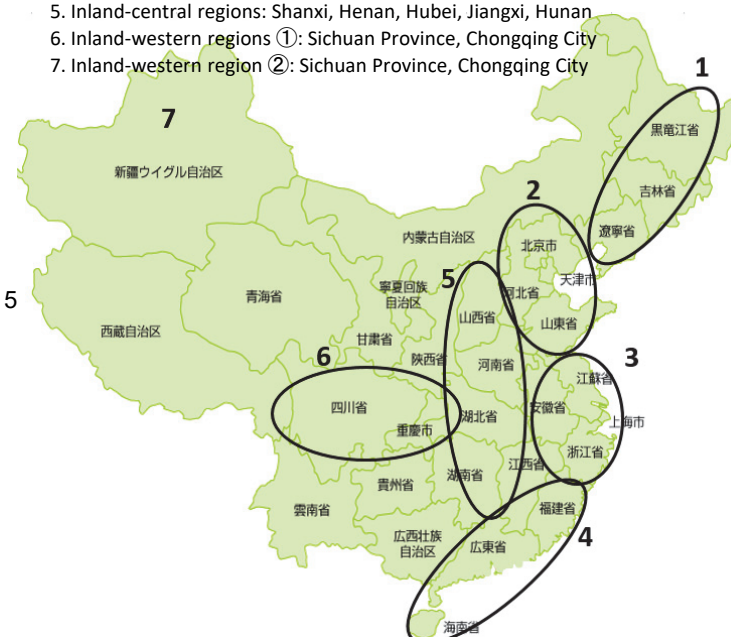 5. Inland-central regions: Shanxi, Henan, Hubei, Jiangxi, Hunan
6. Inland-western regions ①: Sichuan Province, Chongqing City
7. Inland-western region ②: Sichuan Province, Chongqing City
1
7
黒竜江省
新疆ウイグル自治区
吉林省
2
遼寧省
内蒙古自治区
北京市
5
天津市
寧夏回族
自治区
河北省
青海省
5
山西省
山東省
西蔵自治区
甘粛省
6
陝西省
河南省
3
江蘇省
四川省
安徽省
湖北省
上海市
重慶市
浙江省
江西省
湖南省
貴州省
雲南省
福建省
4
広西壮族
自治区
広東省
海南省